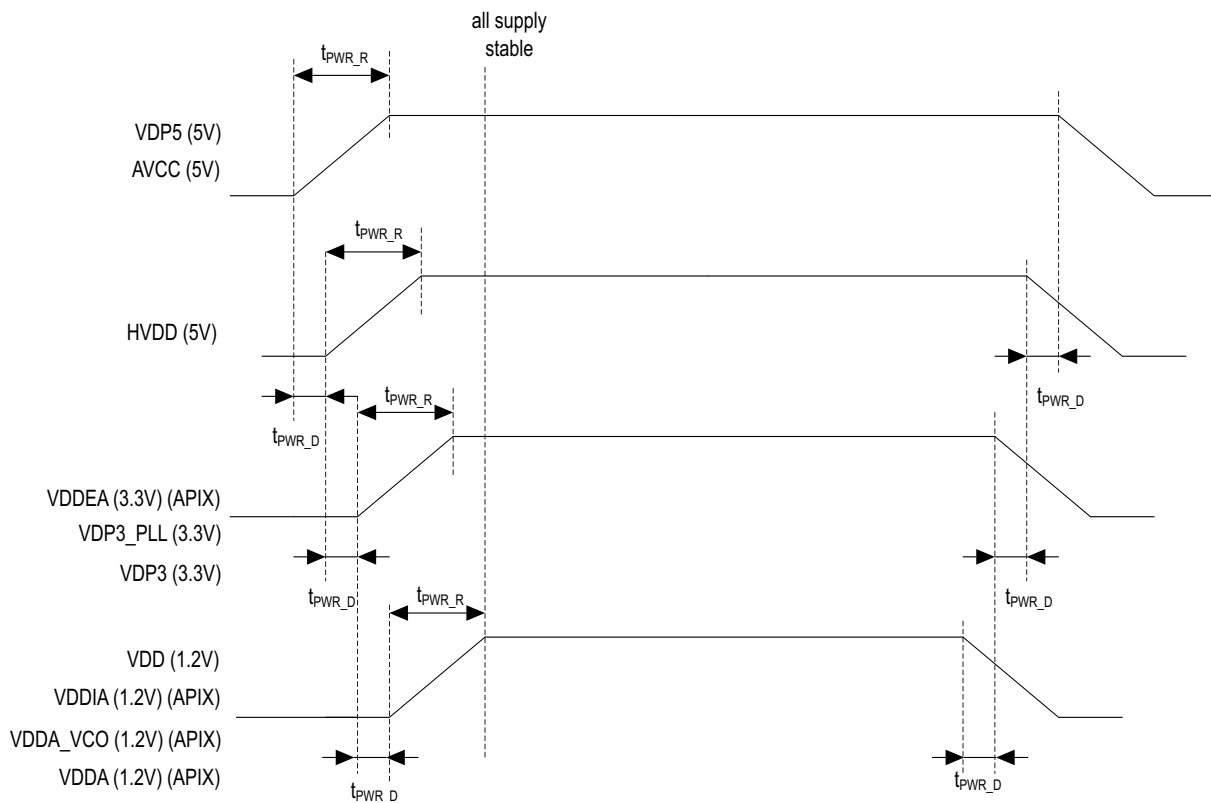 all supply
stable
tPWR_R
VDP5 (5V)
AVCC (5V)
tPWR_R
HVDD (5V)
tPWR_D
tPWR_R
tPWR_D
VDDEA (3.3V) (APIX)
VDP3_PLL (3.3V)
VDP3 (3.3V)
tPWR_D
tPWR_R
tPWR_D
VDD (1.2V)
VDDIA (1.2V) (APIX)
VDDA_VCO (1.2V) (APIX)
VDDA (1.2V) (APIX)
tPWR_D
tPWR_D